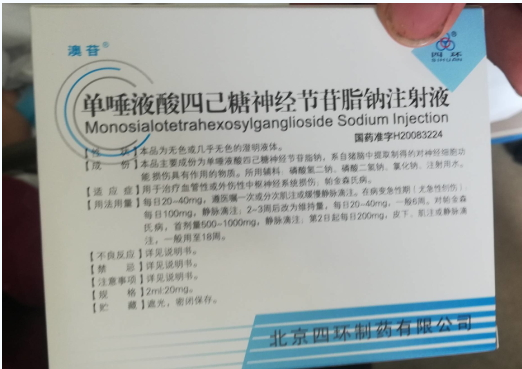 澳苷®
四环
SIHUAN
单唾液酸四己糖神经节苷脂钠注射液
Monosialotetrahexosylganglioside Sodium Injection
国药准字H20083224
【性 状】本品为无色或几乎无色的澄明液体。
【成 份】本品主要成份为单唾液酸四己糖神经节苷脂钠，系自猪脑中提取制得的对神经细胞功
能损伤具有作用的物质。所用辅料：磷酸氢二钠、磷酸二氢钠、氯化钠、注射用水。
【适 应 症】用于治疗血管性或外伤性中枢神经系统损伤；帕金森氏病。
【用法用量】每日20-40mg，遵医嘱一次或分次肌注或缓慢静脉滴注。在病变急性期（尤急性创伤）：
每日100mg，静脉滴注；2-3周后改为维持量，每日20-40mg，一般6周。对帕金森
氏病，首剂量500-1000mg，静脉滴注；第2日起每日200mg，皮下、肌注或静脉滴
注，一般用至18周。
【不良反应】详见说明书。
【禁 忌】详见说明书。
【注意事项】详见说明书。
【规 格】2ml:20mg。
【贮 藏】遮光，密闭保存。
北京四环制药有限公司